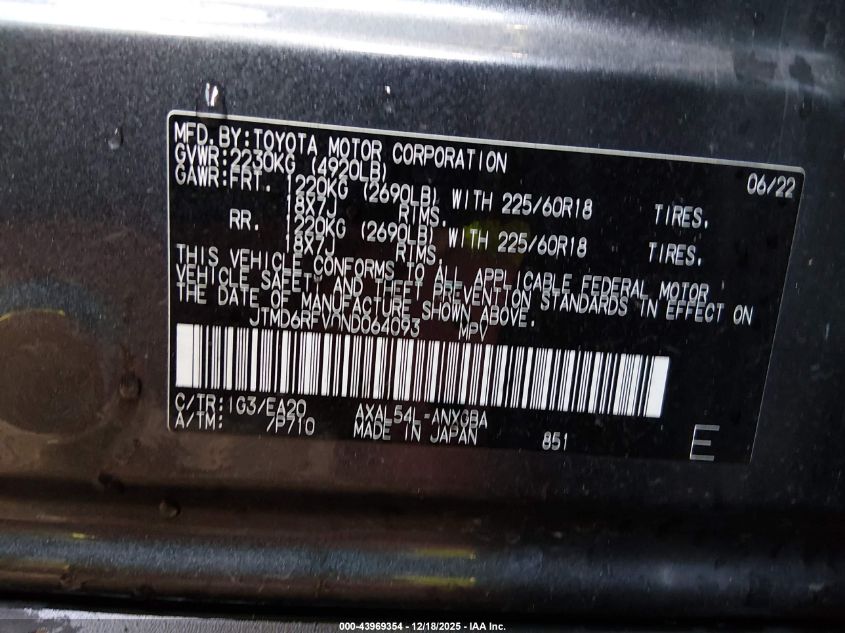 MFD. BY: TOYOTA MOTOR CORPORATION 06/22
GVWR: 2230KG (4920LB)
GAWR: FRT. 1220KG (2690LB) WITH 225/60R18 TIRES,
18X7J RIMS.
RR. 1220KG (2690LB) WITH 225/60R18 TIRES,
18X7J RIMS.
THIS VEHICLE CONFORMS TO ALL APPLICABLE FEDERAL MOTOR
VEHICLE SAFETY AND THEFT PREVENTION STANDARDS IN EFFECT ON
THE DATE OF MANUFACTURE SHOWN ABOVE.
JTMD6RFV0ND064093 MPV
C/TR: 1G3/EA20 AXAL54L-ANXGBA
A/TM: /P710 MADE IN JAPAN 851 E
000-43969354 - 12/18/2025 - IAA Inc.